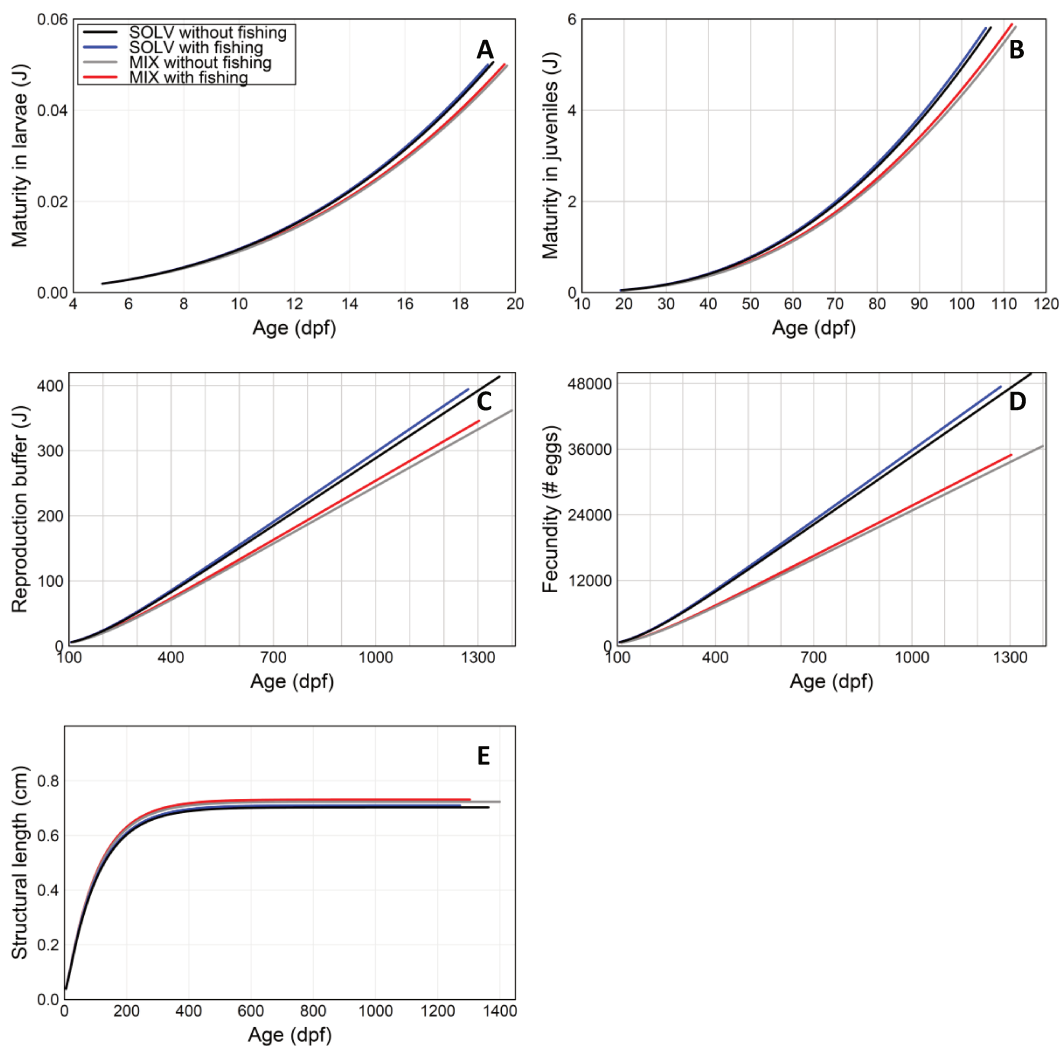 0.06
0.04
0.02
0.00
Maturity in larvae (J)
SOLV without fishing
SOLV with fishing
MIX without fishing
MIX with fishing
A
4 6 8 10 12 14 16 18 20
Age (dpf)
6
4
2
0
Maturity in juveniles (J)
B
10 20 30 40 50 60 70 80 90 100 110 120
Age (dpf)
400
300
200
100
0
Reproduction buffer (J)
C
100 400 700 1000 1300
Age (dpf)
48000
36000
24000
12000
0
Fecundity (# eggs)
D
100 400 700 1000 1300
Age (dpf)
0.8
0.6
0.4
0.2
0.0
Structural length (cm)
E
0 200 400 600 800 1000 1200 1400
Age (dpf)